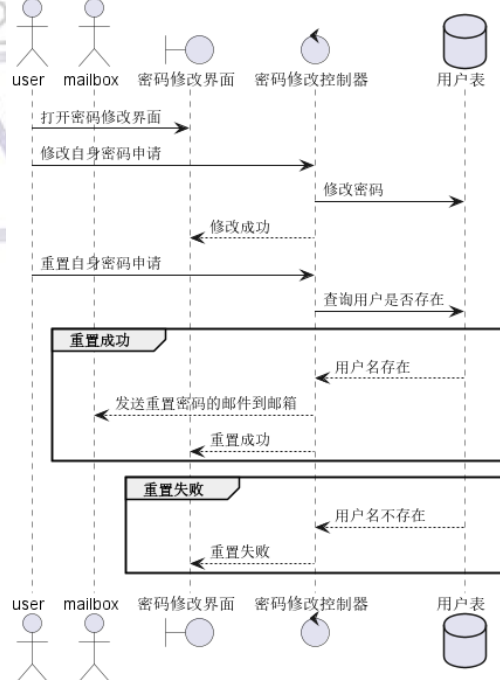 user mailbox 密码修改界面 密码修改控制器 用户表
打开密码修改界面
修改自身密码申请
修改密码
修改成功
重置自身密码申请
查询用户是否存在
重置成功
用户名存在
发送重置密码的邮件到邮箱
重置成功
重置失败
用户名不存在
重置失败
user mailbox 密码修改界面 密码修改控制器 用户表